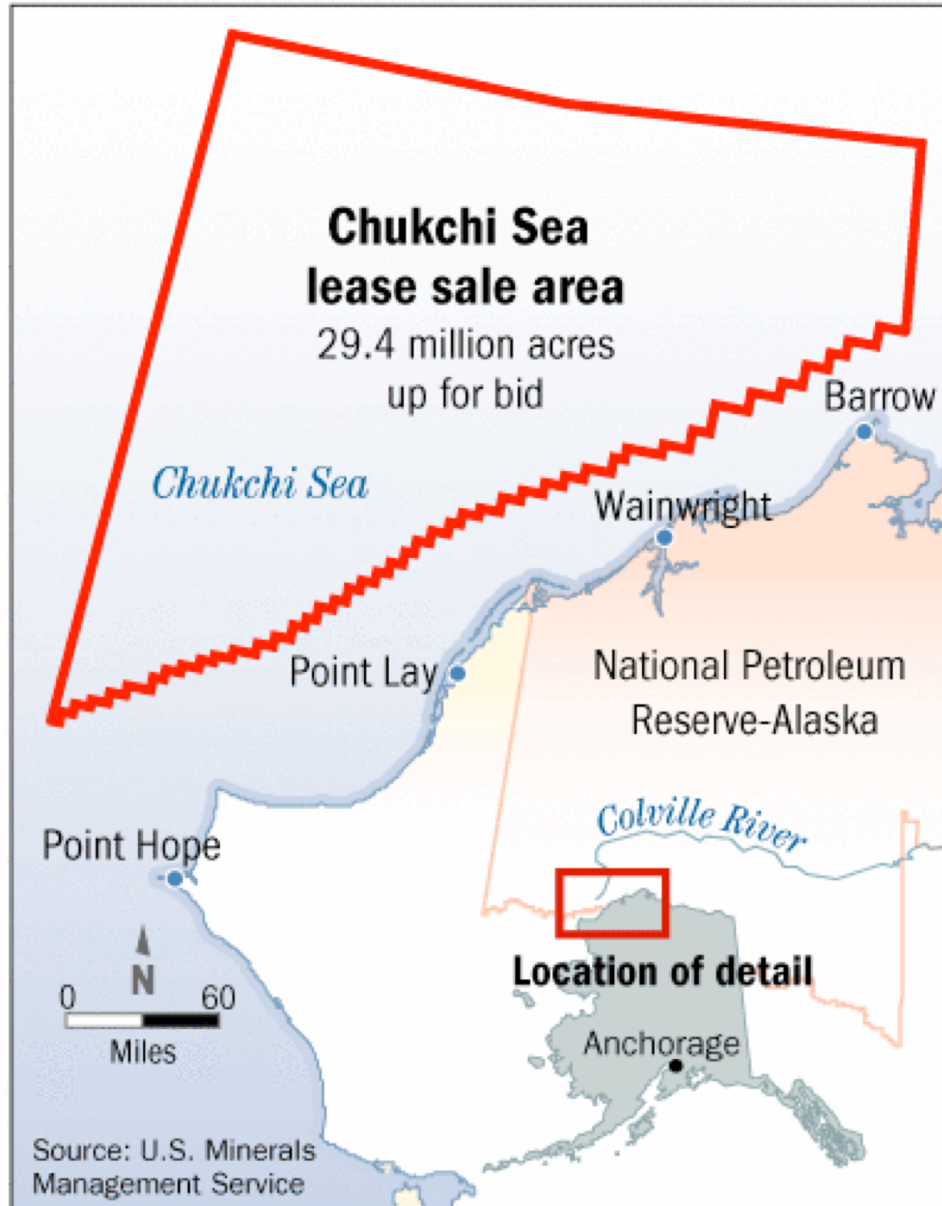 Chukchi Sea
lease sale area
29.4 million acres
up for bid
Barrow
Chukchi Sea
Wainwright
Point Lay
National Petroleum
Reserve-Alaska
Colville River
Point Hope
N
0 60
Miles
Location of detail
Anchorage
Source: U.S. Minerals
Management Service